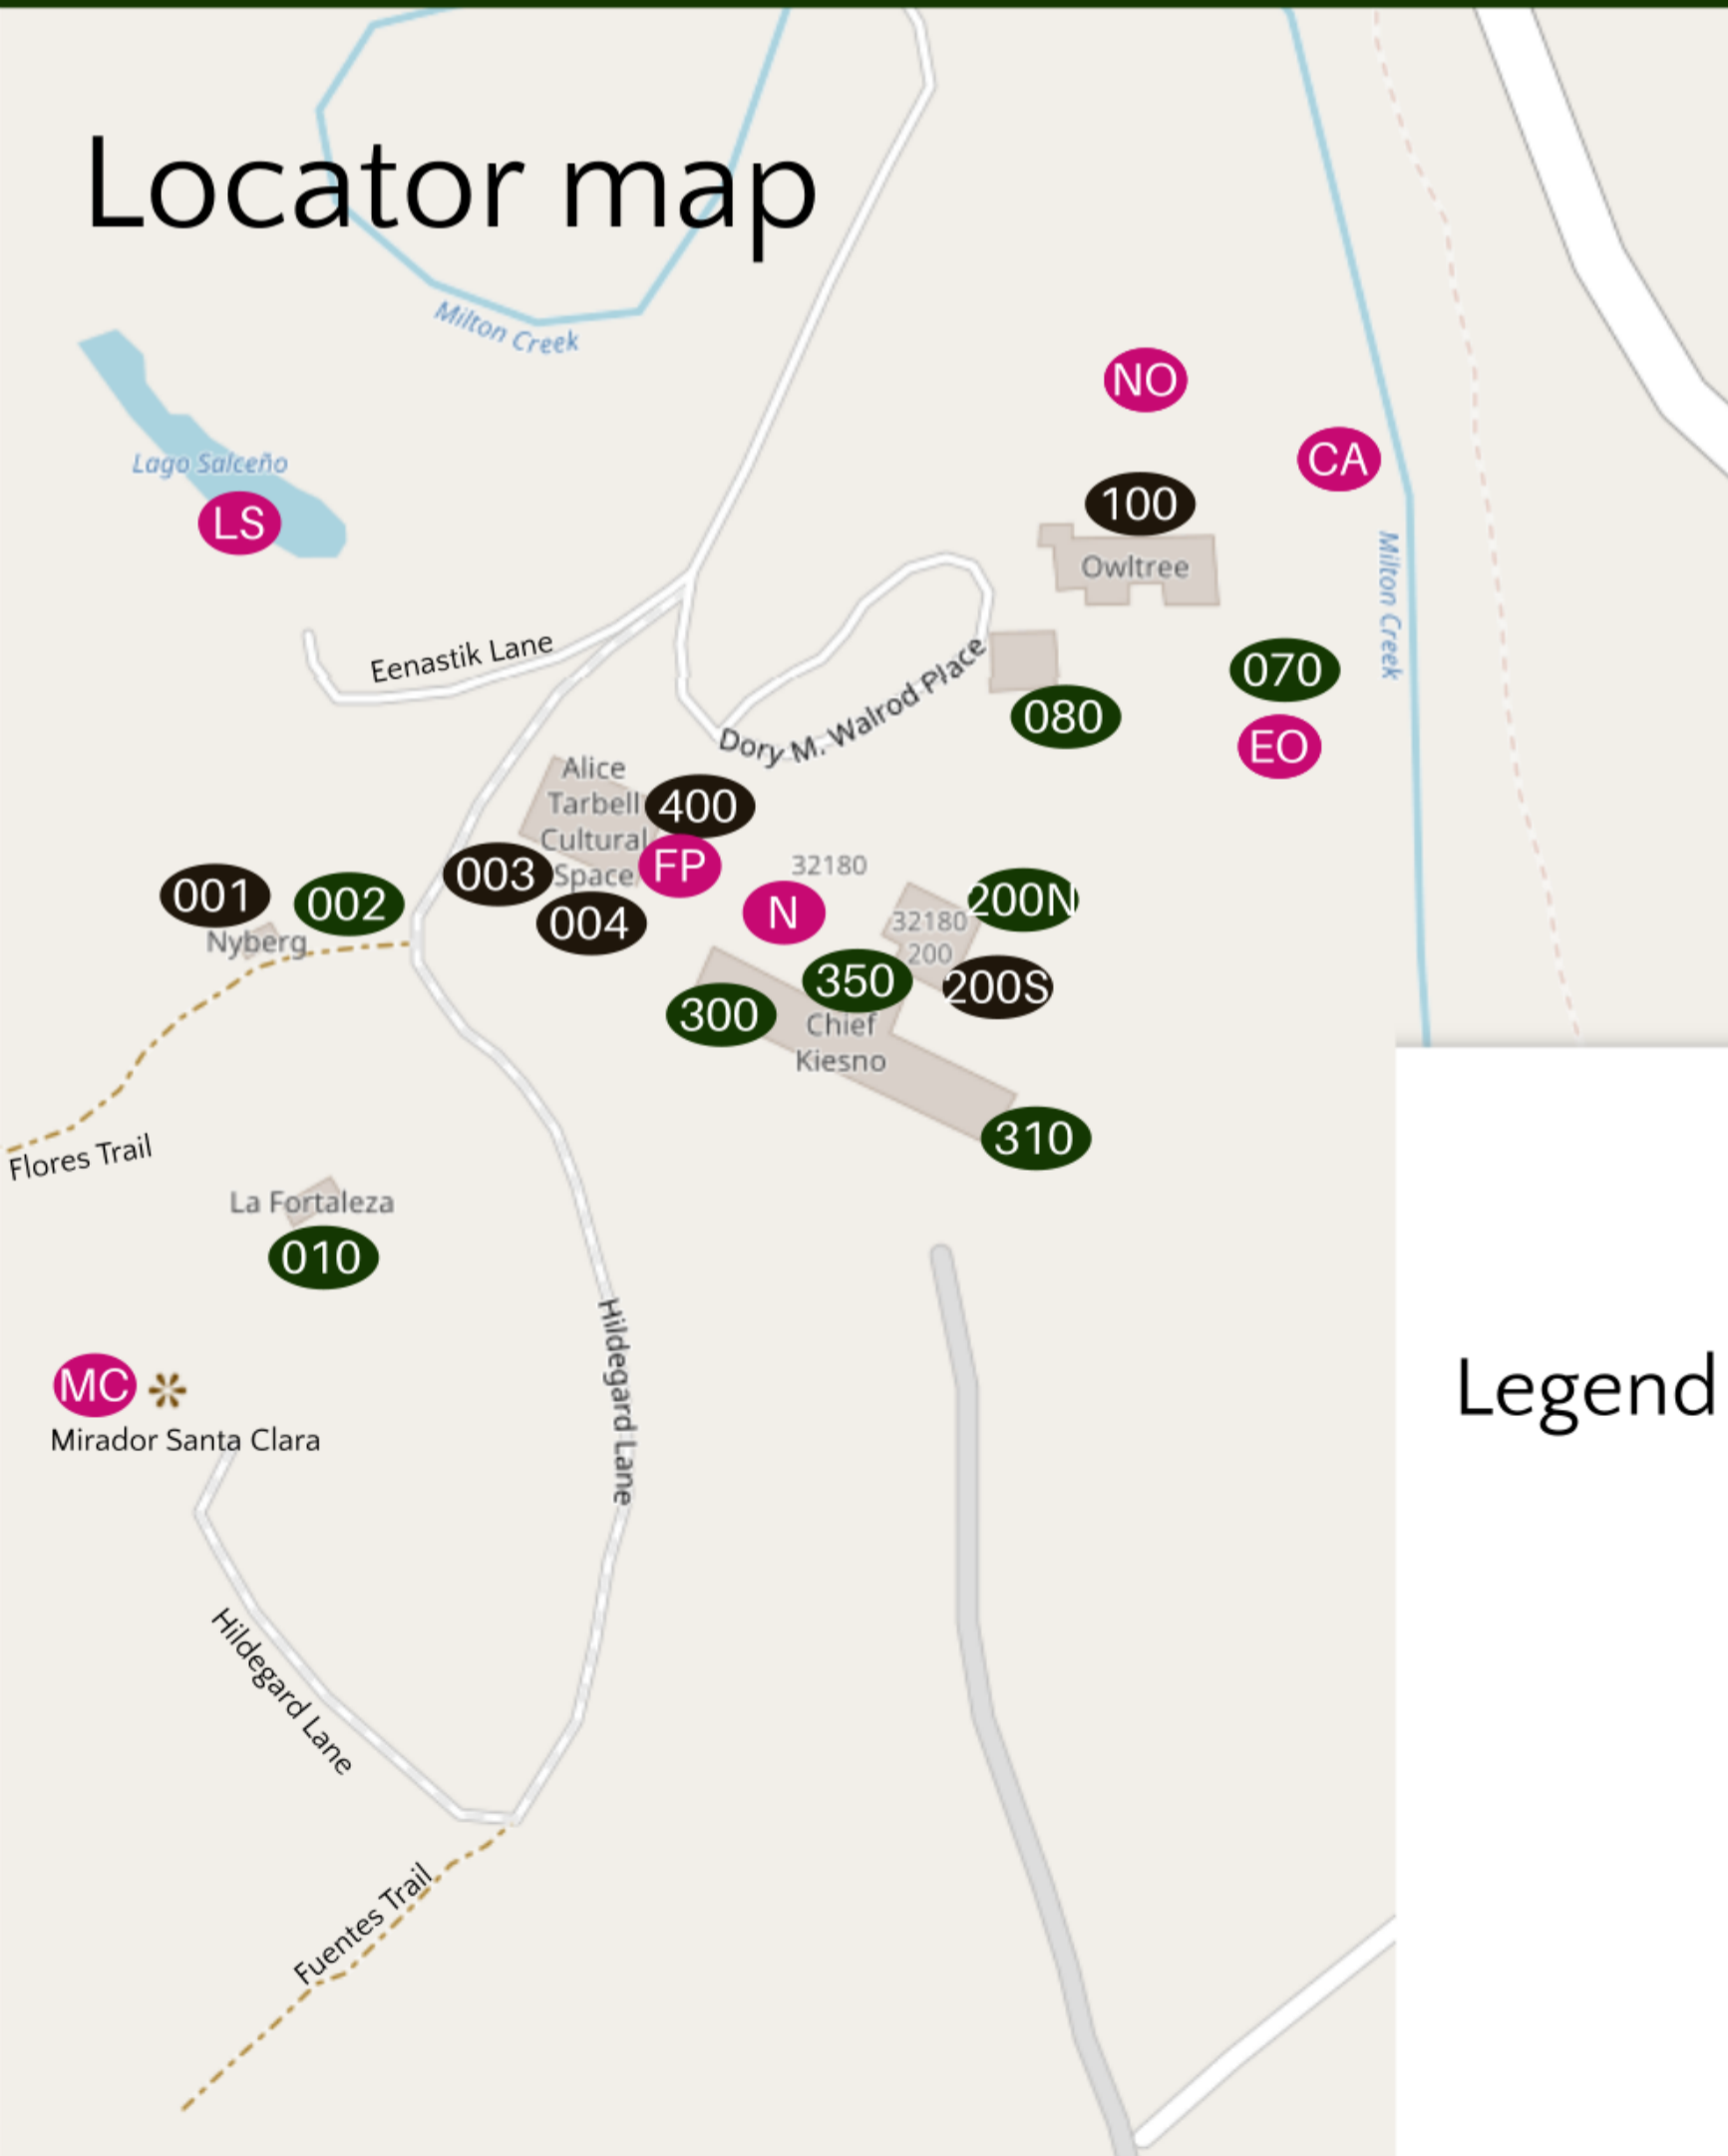 Locator map
Milton Creek
NO
CA
Lago Salceño
LS
100
Owltree
Milton Creek
Eenastik Lane
070
Dory M. Walrod Place
080
EO
Alice
Tarbell
Cultural
Space
400
003
FP
004
32180
N
001
002
Nyberg
200N
32180
200
350
200S
300
Chief
Kiesno
310
Flores Trail
La Fortaleza
010
Hildegard Lane
MC
Mirador Santa Clara
Legend
Hildegard Lane
Fuentes Trail